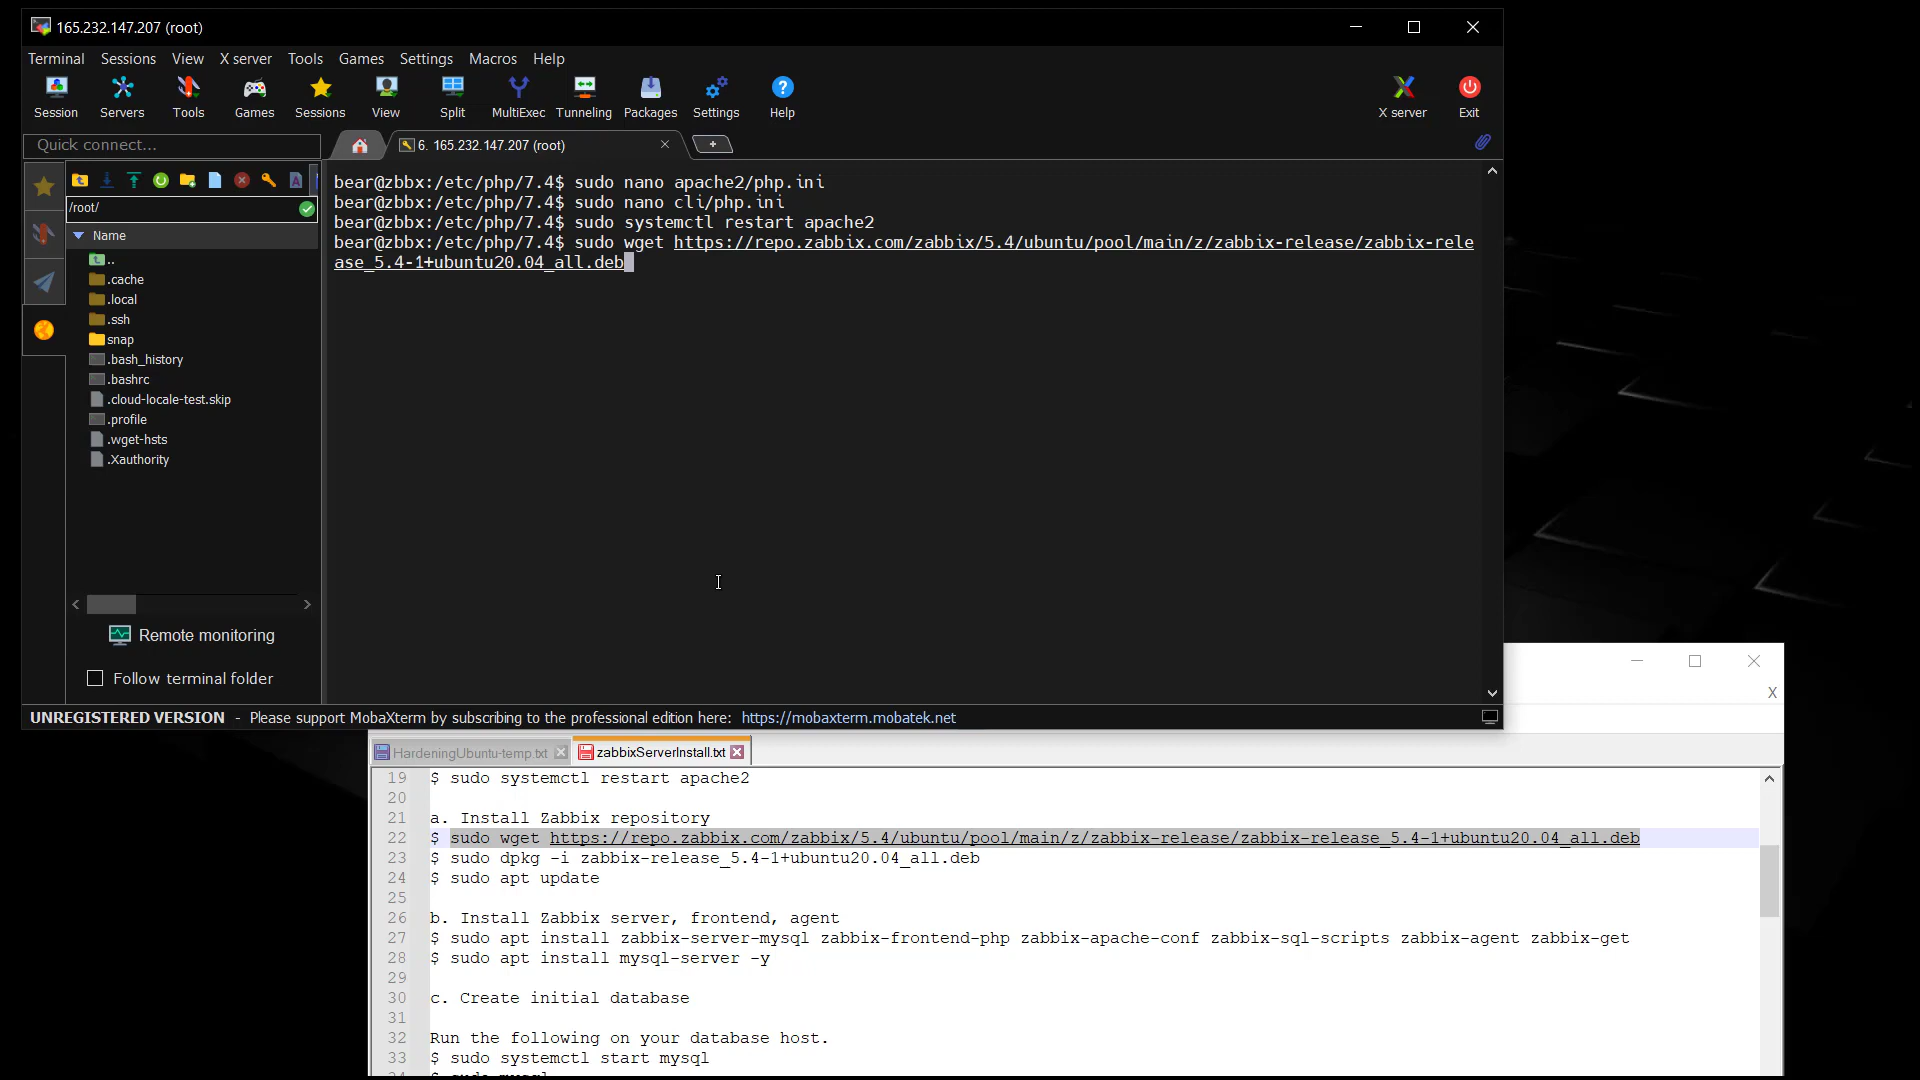 165.232.147.207 (root)
Terminal Sessions View X server Tools Games Settings Macros Help
Session Servers Tools Games Sessions View Split MultiExec Tunneling Packages Settings Help X server Exit
Quick connect...
6. 165.232.147.207 (root)
/root/
Name
..
.cache
.local
.ssh
snap
.bash_history
.bashrc
.cloud-locale-test.skip
.profile
.wget-hsts
.Xauthority
Remote monitoring
Follow terminal folder
bear@zbbx:/etc/php/7.4$ sudo nano apache2/php.ini
bear@zbbx:/etc/php/7.4$ sudo nano cli/php.ini
bear@zbbx:/etc/php/7.4$ sudo systemctl restart apache2
bear@zbbx:/etc/php/7.4$ sudo wget https://repo.zabbix.com/zabbix/5.4/ubuntu/pool/main/z/zabbix-release/zabbix-rele
ase_5.4-1+ubuntu20.04_all.deb
UNREGISTERED VERSION - Please support MobaXterm by subscribing to the professional edition here: https://mobaxterm.mobatek.net
X
HardeningUbuntu-temp.txt zabbixServerInstall.txt
19 $ sudo systemctl restart apache2
20
21 a. Install Zabbix repository
22 $ sudo wget https://repo.zabbix.com/zabbix/5.4/ubuntu/pool/main/z/zabbix-release/zabbix-release_5.4-1+ubuntu20.04_all.deb
23 $ sudo dpkg -i zabbix-release_5.4-1+ubuntu20.04_all.deb
24 $ sudo apt update
25
26 b. Install Zabbix server, frontend, agent
27 $ sudo apt install zabbix-server-mysql zabbix-frontend-php zabbix-apache-conf zabbix-sql-scripts zabbix-agent zabbix-get
28 $ sudo apt install mysql-server -y
29
30 c. Create initial database
31
32 Run the following on your database host.
33 $ sudo systemctl start mysql